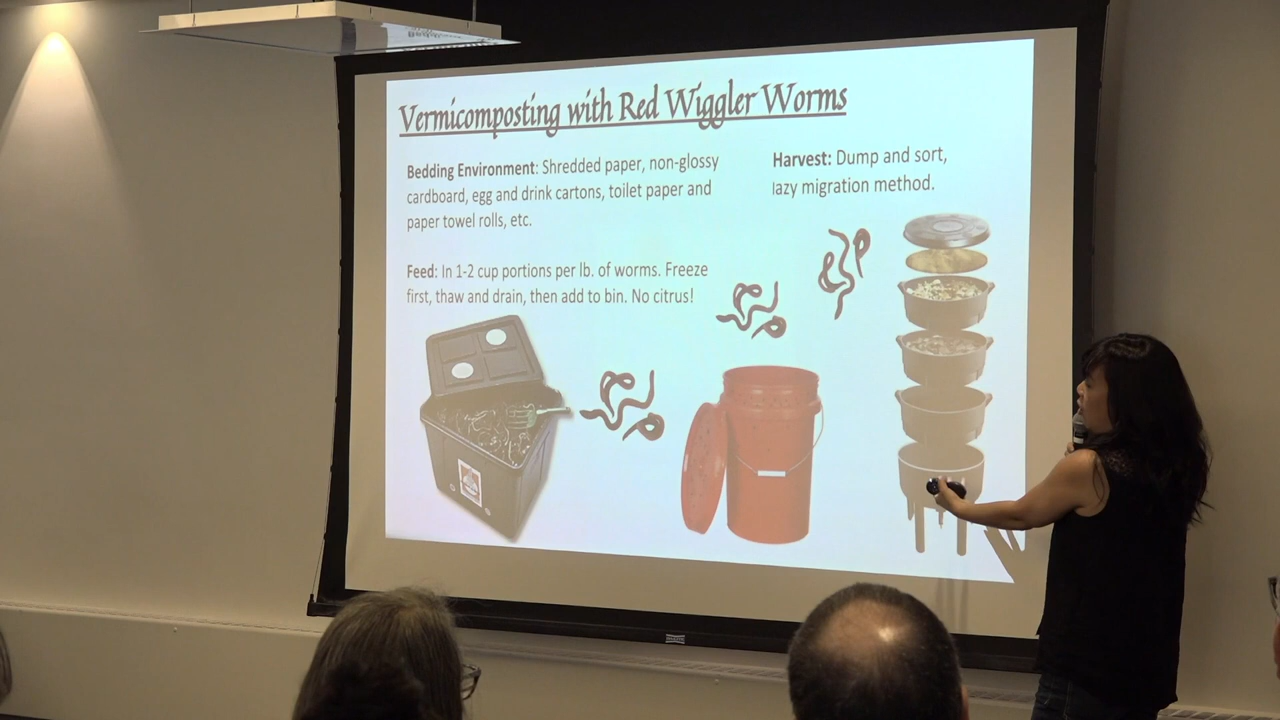 Vermicomposting with Red Wiggler Worms
Bedding Environment: Shredded paper, non-glossy
cardboard, egg and drink cartons, toilet paper and
paper towel rolls, etc.
Harvest: Dump and sort,
lazy migration method.
Feed: In 1-2 cup portions per lb. of worms. Freeze
first, thaw and drain, then add to bin. No citrus!